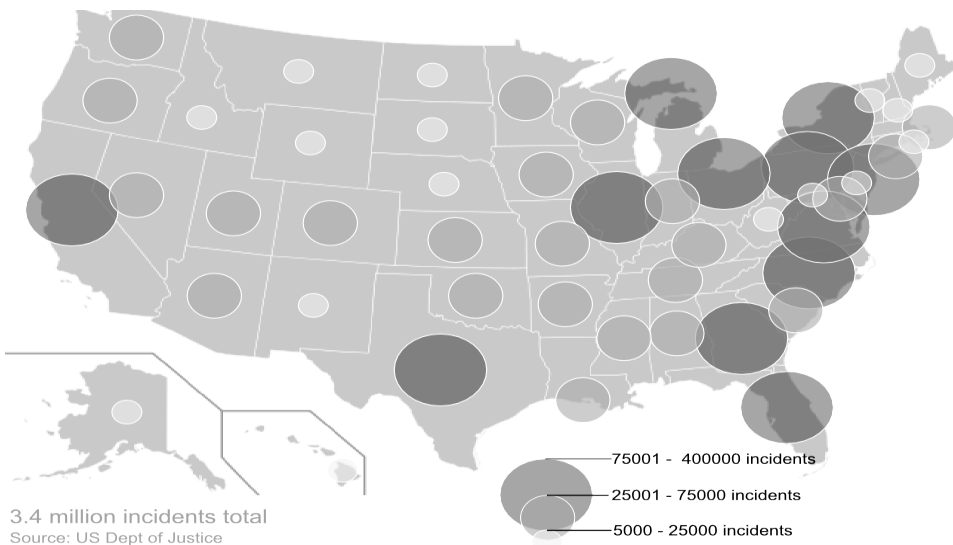 75001 - 400000 incidents
25001 - 75000 incidents
5000 - 25000 incidents
3.4 million incidents total
Source: US Dept of Justice